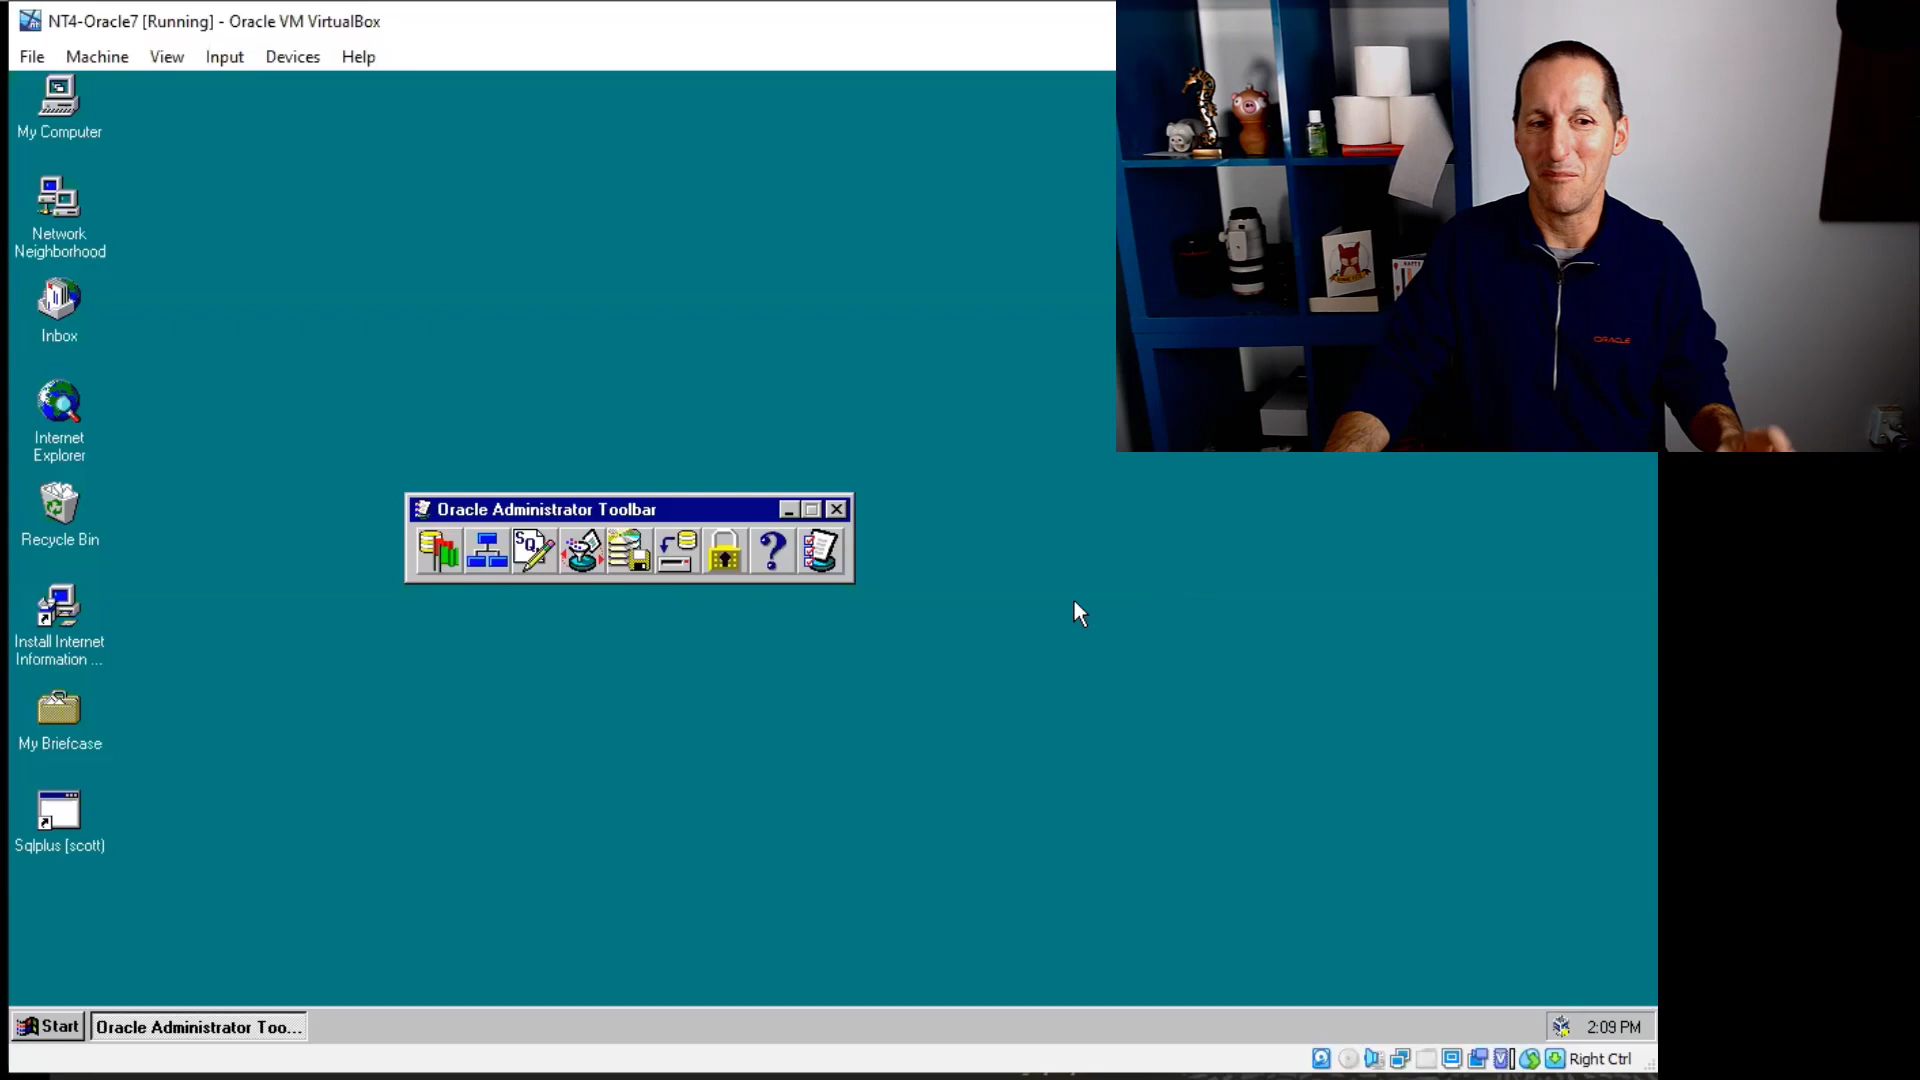 NT4-Oracle7 [Running] - Oracle VM VirtualBox
File Machine View Input Devices Help
My Computer
Network
Neighborhood
Inbox
Internet
Explorer
Recycle Bin
Install Internet
Information ...
My Briefcase
Sqlplus [scott)
Oracle Administrator Toolbar
SQ
?
ORACLE
Start
Oracle Administrator Too...
2:09 PM
Right Ctrl